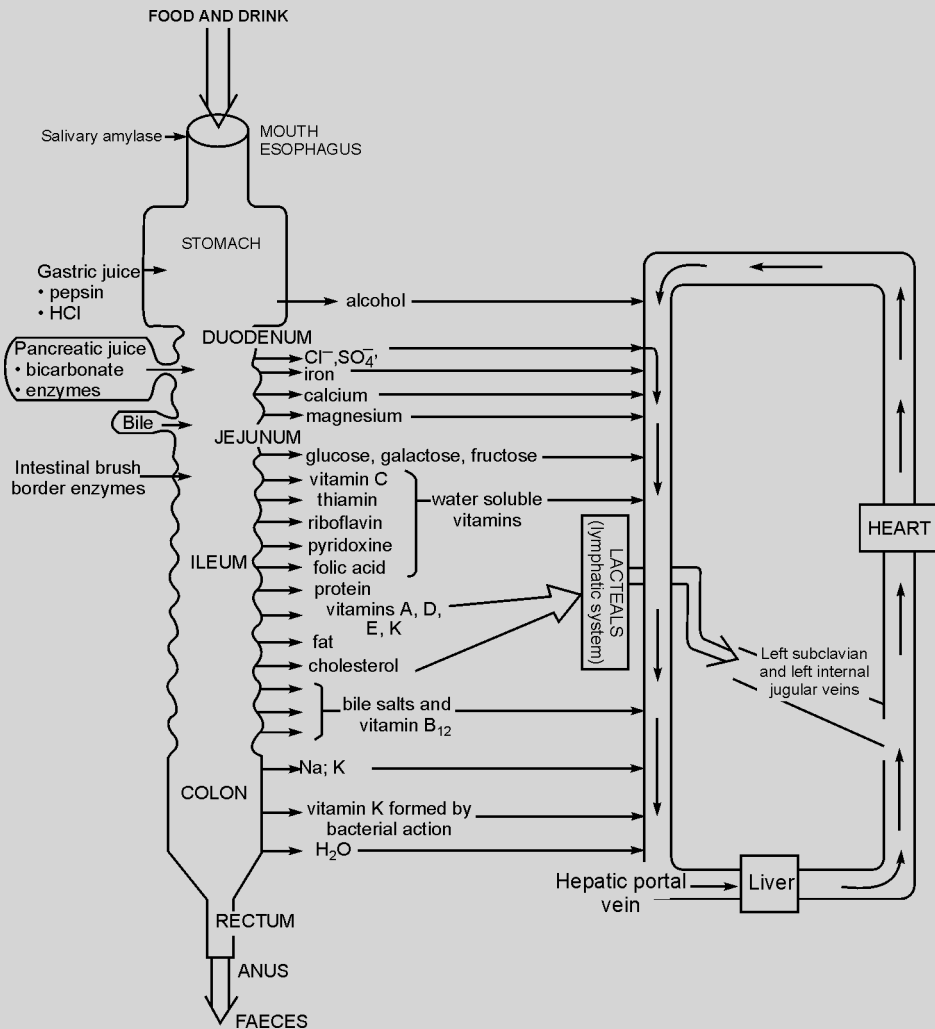 FOOD AND DRINK
Salivary amylase
MOUTH
ESOPHAGUS
STOMACH
Gastric juice
• pepsin
• HCl
alcohol
DUODENUM
Pancreatic juice
• bicarbonate
• enzymes
Cl⁻,SO₄⁻,
iron
calcium
magnesium
Bile
JEJUNUM
glucose, galactose, fructose
Intestinal brush
border enzymes
vitamin C
thiamin
riboflavin
pyridoxine
folic acid
water soluble
vitamins
ILEUM
protein
vitamins A, D,
E, K
fat
cholesterol
LACTEALS
(lymphatic system)
HEART
Left subclavian
and left internal
jugular veins
bile salts and
vitamin B₁₂
Na; K
COLON
vitamin K formed by
bacterial action
H₂O
Hepatic portal
vein
Liver
RECTUM
ANUS
FAECES